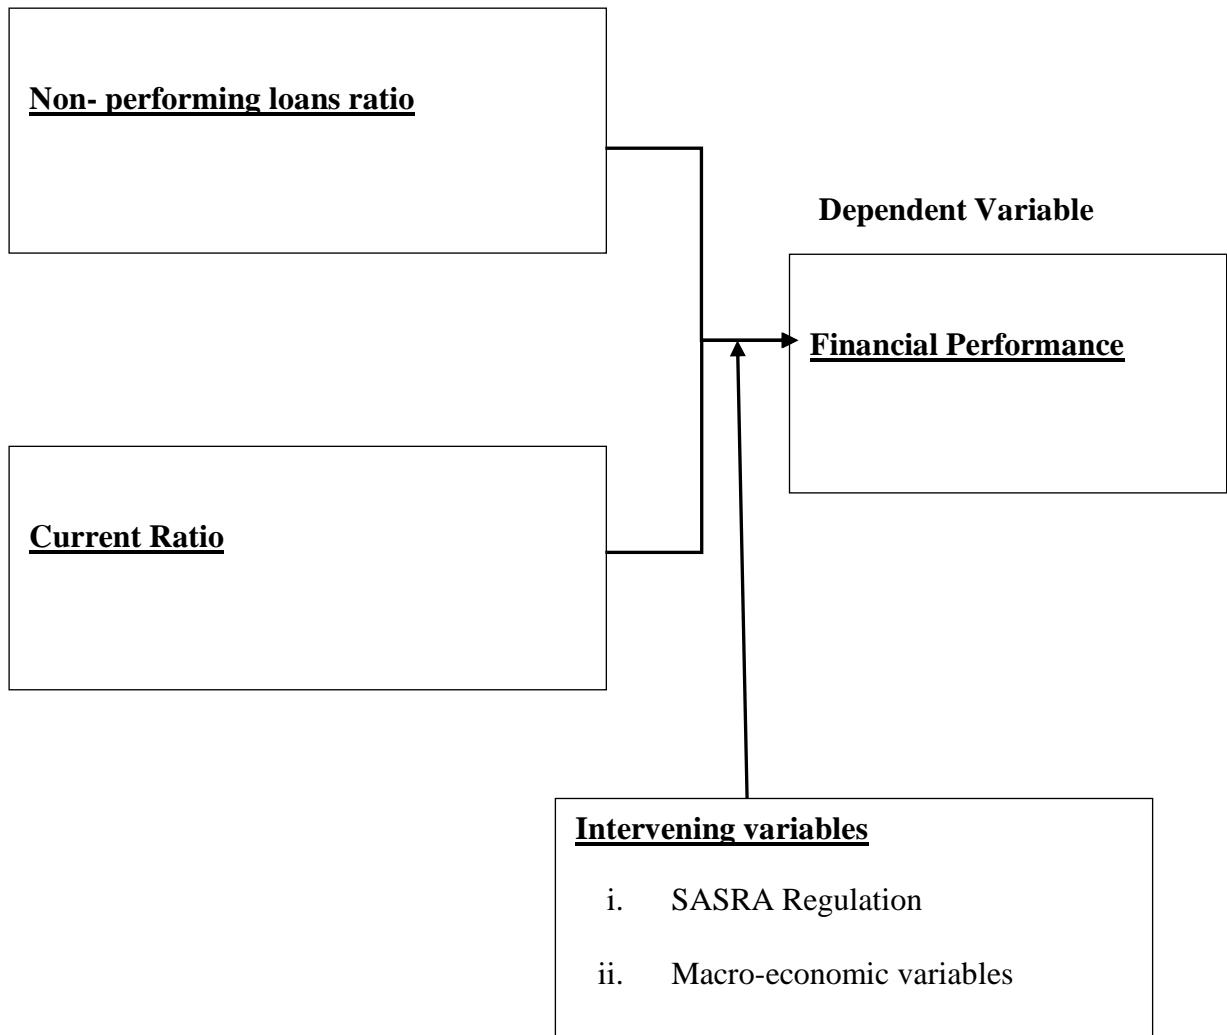 Non- performing loans ratio
Dependent Variable
Financial Performance
Current Ratio
Intervening variables
i. SASRA Regulation
ii. Macro-economic variables